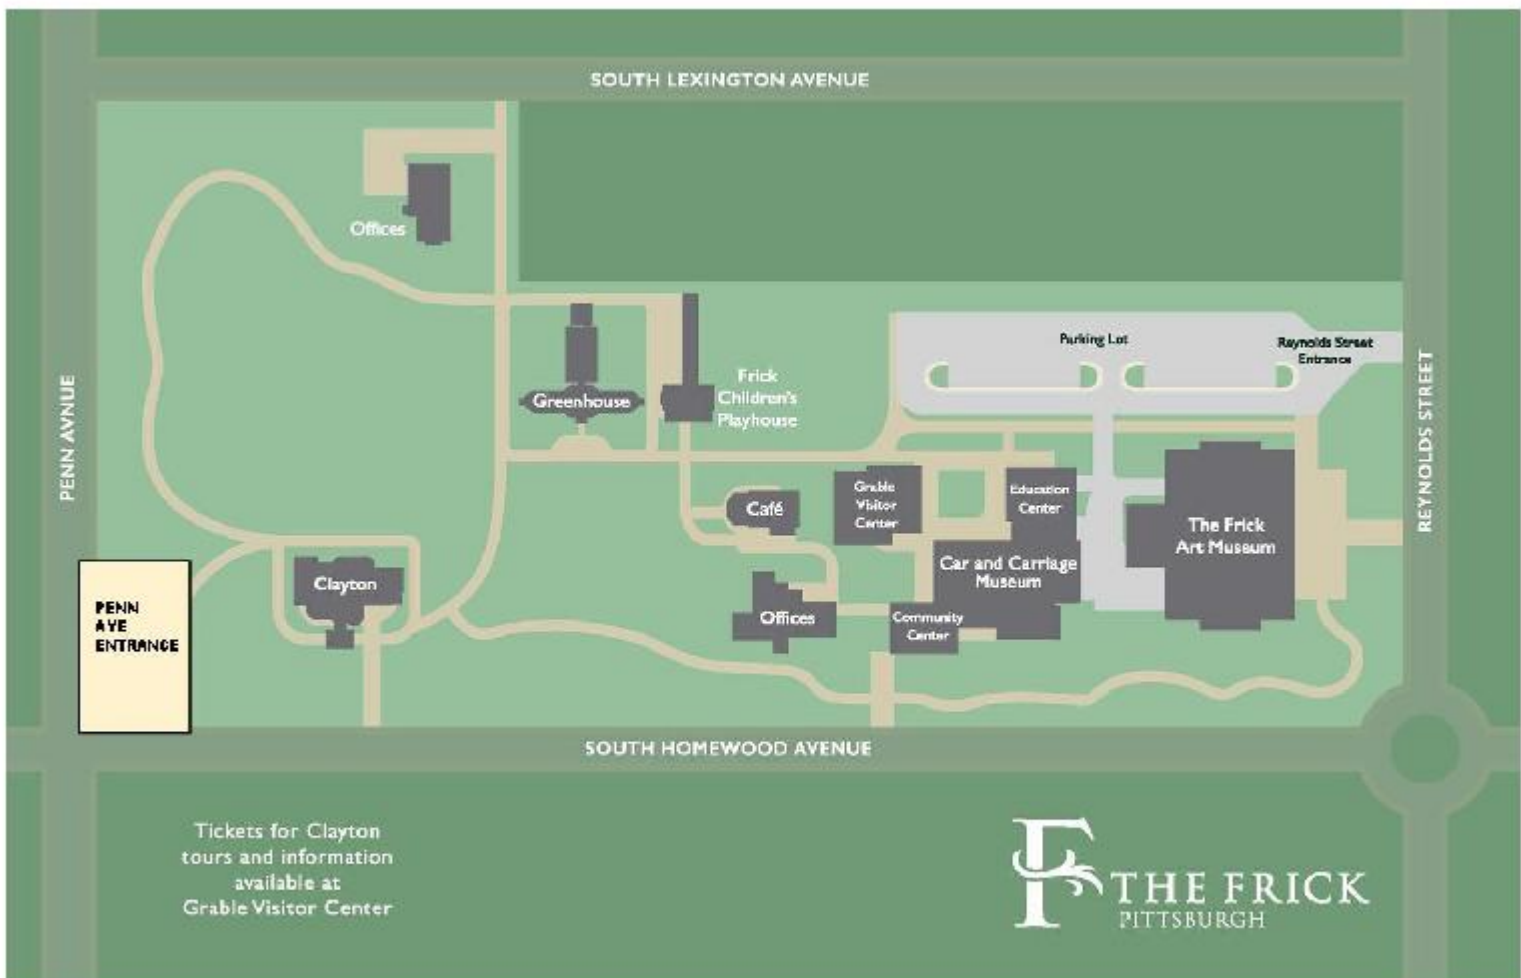 SOUTH LEXINGTON AVENUE
Offices
Parking Lot
Reynolds Street
Entrance
Frick
Children's
Playhouse
Greenhouse
PENN AVNUE
REYNOLDS STREET
Grable
Visitor
Center
Education
Center
Café
The Frick
Art Museum
Car and Carriage
Museum
Clayton
PENN
AYE
ENTRANCE
Offices
Community
Center
SOUTH HOMEWOOD AVENUE
Tickets for Clayton
tours and information
available at
Grable Visitor Center
F THE FRICK
PITTSBURGH